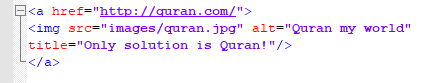 <a href="http://quran.com/">
<img src="images/quran.jpg" alt="Quran my world"
title="Only solution is Quran!"/>
</a>